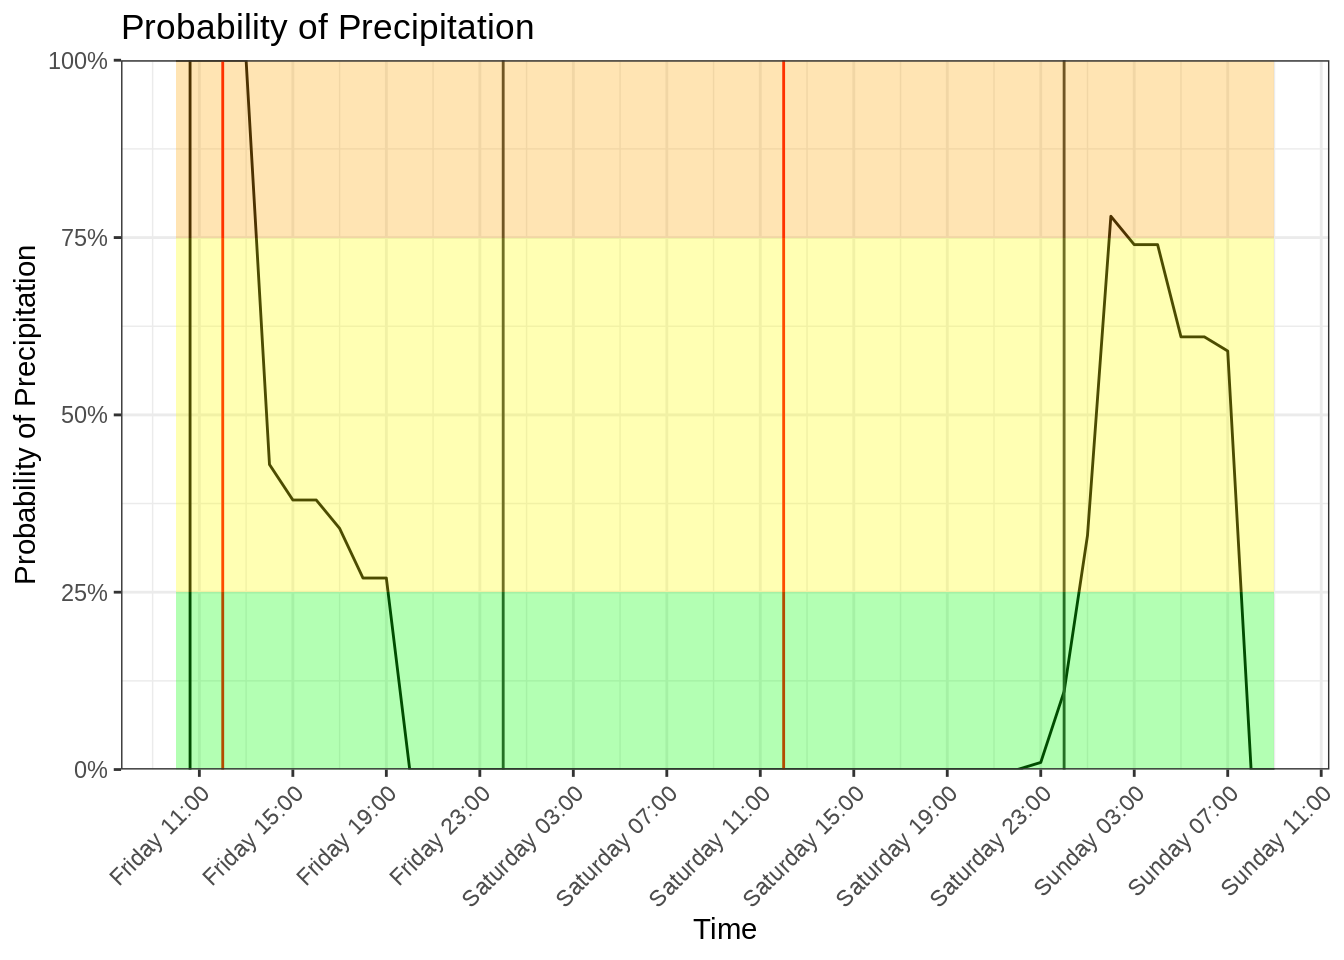 Probability of Precipitation
Probability of Precipitation
100%
75%
50%
25%
0%
Friday 11:00
Friday 15:00
Friday 19:00
Friday 23:00
Saturday 03:00
Saturday 07:00
Saturday 11:00
Saturday 15:00
Saturday 19:00
Saturday 23:00
Sunday 03:00
Sunday 07:00
Sunday 11:00
Time